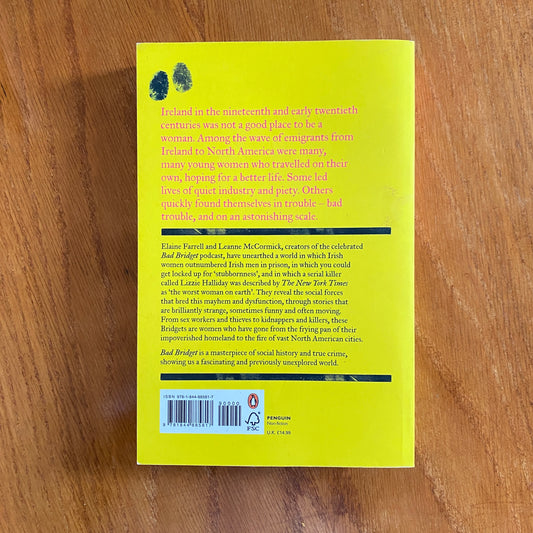 Ireland in the nineteenth and early twentieth
centuries was not a good place to be a
woman. Among the wave of emigrants from
Ireland to North America were many,
many young women who travelled on their
own, hoping for a better life. Some led
lives of quiet industry and piety. Others
quickly found themselves in trouble – bad
trouble, and on an astonishing scale.
Elaine Farrell and Leanne McCormick, creators of the celebrated
Bad Bridget podcast, have unearthed a world in which Irish
women outnumbered Irish men in prison, in which you could
get locked up for ‘stubbornness’, and in which a serial killer
called Lizzie Halliday was described by The New York Times
as ‘the worst woman on earth’. They reveal the social forces
that bred this mayhem and dysfunction, through stories that
are brilliantly strange, sometimes funny and often moving.
From sex workers and thieves to kidnappers and killers, these
Bridgets are women who have gone from the frying pan of their
impoverished homeland to the fire of vast North American cities.
Bad Bridget is a masterpiece of social history and true crime,
showing us a fascinating and previously unexplored world.
ISBN 978-1-844-88581-7
90000
9 781844 885817
FSC
PENGUIN
Non-fiction
U.K. £14.99